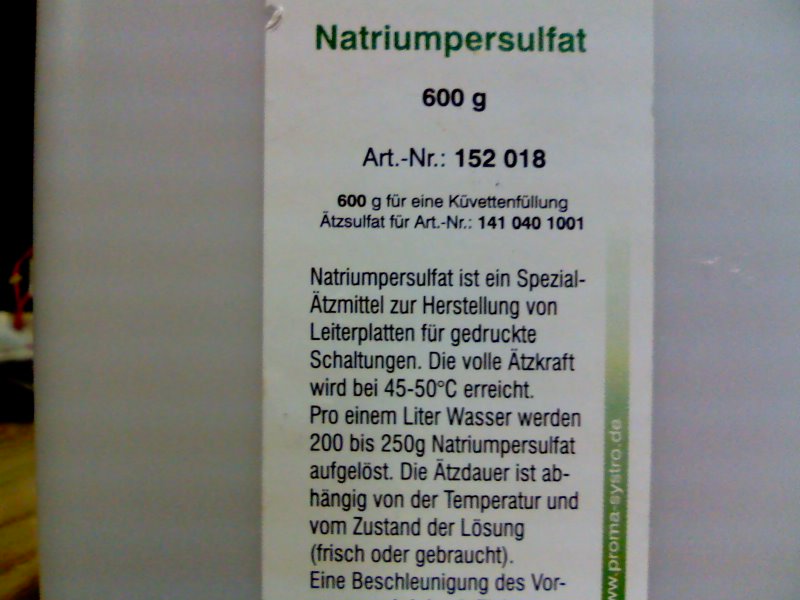 Natriumpersulfat
600 g
Art.-Nr.: 152 018
600 g für eine Küvettenfüllung
Ätzsulfat für Art.-Nr.: 141 040 1001
Natriumpersulfat ist ein Spezial-
Ätzmittel zur Herstellung von
Leiterplatten für gedruckte
Schaltungen. Die volle Ätzkraft
wird bei 45-50°C erreicht.
Pro einem Liter Wasser werden
200 bis 250g Natriumpersulfat
aufgelöst. Die Ätzdauer ist ab-
hängig von der Temperatur und
vom Zustand der Lösung
(frisch oder gebraucht).
Eine Beschleunigung des Vor-
ww.proma-systro.de